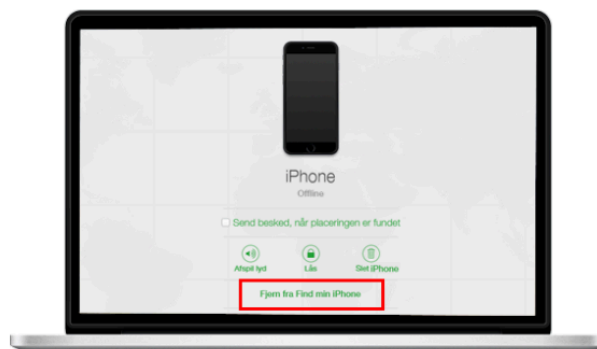 iPhone
Offline
Send besked, når placeringen er fundet
Afspil lyd Lås Slet iPhone
Fjern fra Find min iPhone